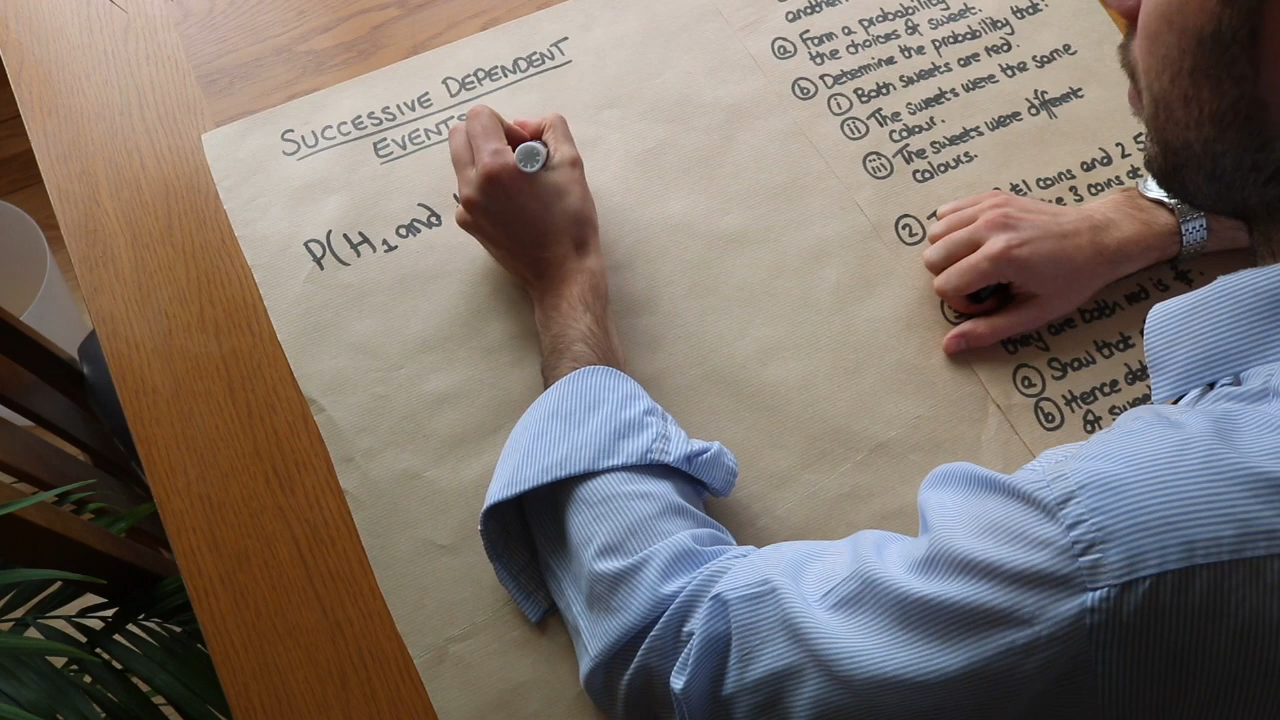 SUCCESSIVE DEPENDENT
EVENTS
P(H1 and
another
ⓐ Form a probability
the choices of sweet.
ⓑ Determine the probability that:
ⓘ Both sweets are red.
ⓘⓘ The sweets were the same
colour.
ⓘⓘⓘ The sweets were different
colours.
£1 coins and 2 5
② 3 coins
they are both red is
ⓐ Show that
ⓑ Hence
of swee